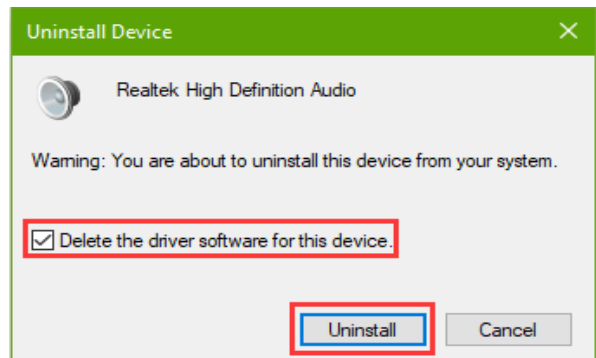 Uninstall Device
Realtek High Definition Audio
Warning: You are about to uninstall this device from your system.
Delete the driver software for this device.
Uninstall
Cancel